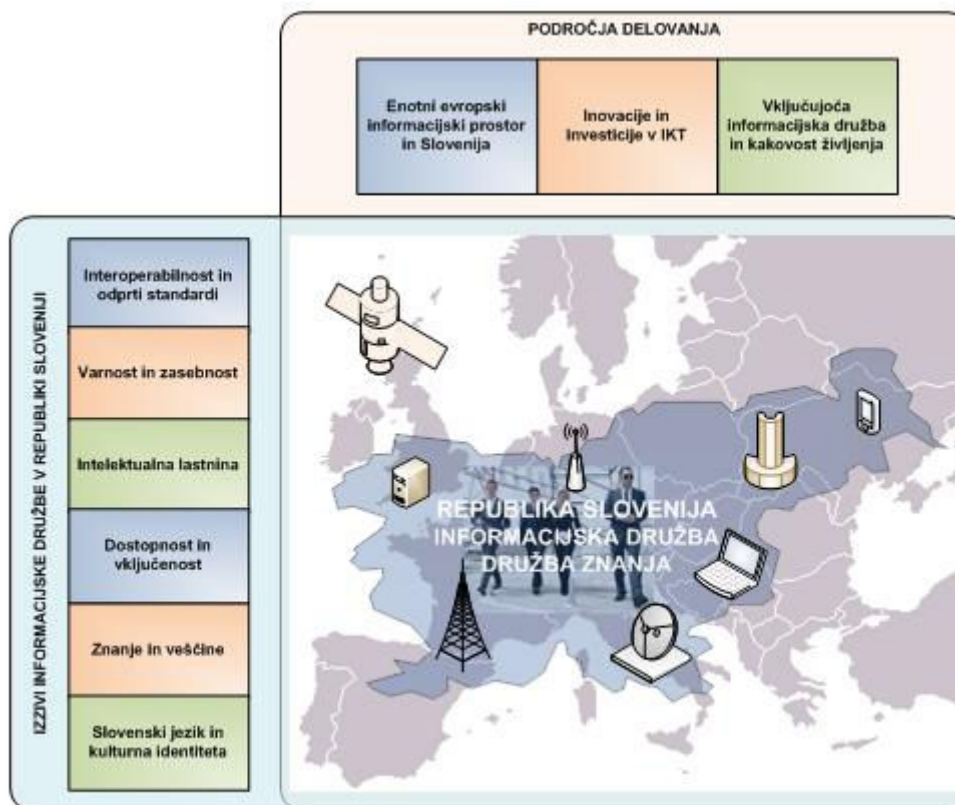 PODROČJA DELOVANJA
Enotni evropski
informacijski prostor
in Slovenija
Inovacije in
Investicije v IKT
Vključujoča
informacijska družba
in kakovost življenja
IZZIVI INFORMACIJSKE DRUŽBE V REPUBLIKI SLOVENIJI
Interoperabilnost in
odprti standardi
Varnost in zasebnost
Intelektualna lastnina
Dostopnost in
vključenost
Znanje in veščine
Slovenski jezik in
kulturna identiteta
REPUBLIKA SLOVENIJA
INFORMACIJSKA DRUŽBA
DRUŽBA ZNANJA